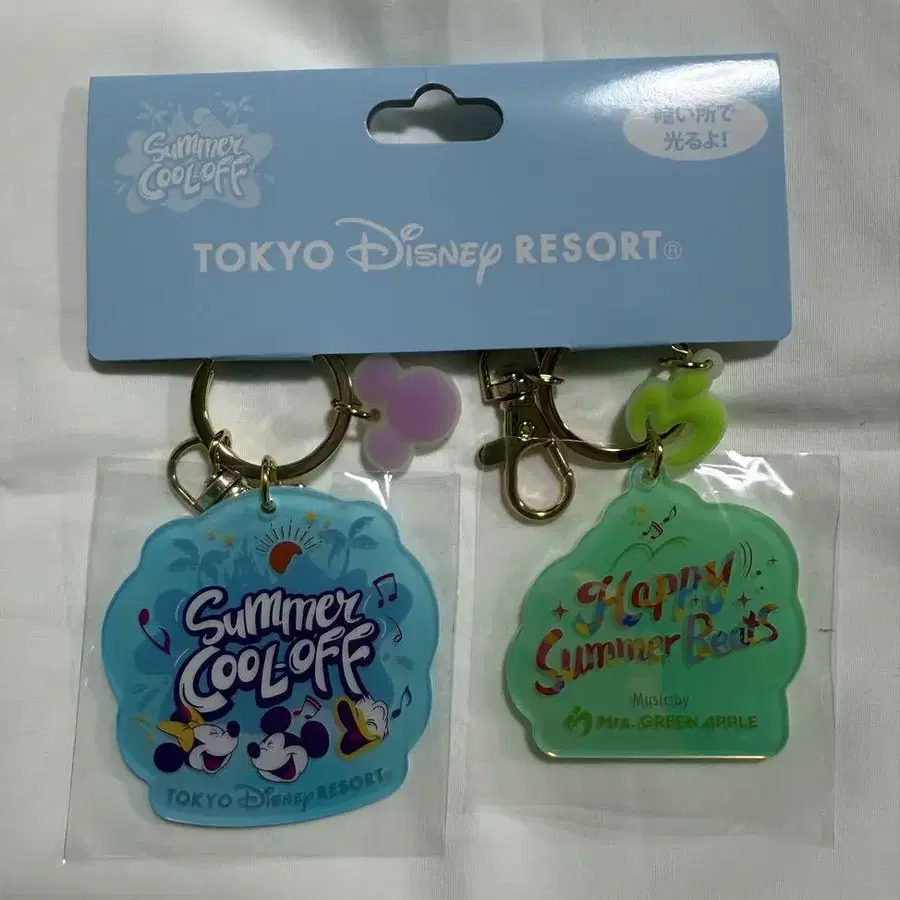 Summer
COOL-OFF
暗い所で
光るよ!
TOKYO Disney RESORT®
Summer
COOL-OFF
TOKYO Disney RESORT
Happy
Summer Beats
Music by
Mrs. GREEN APPLE